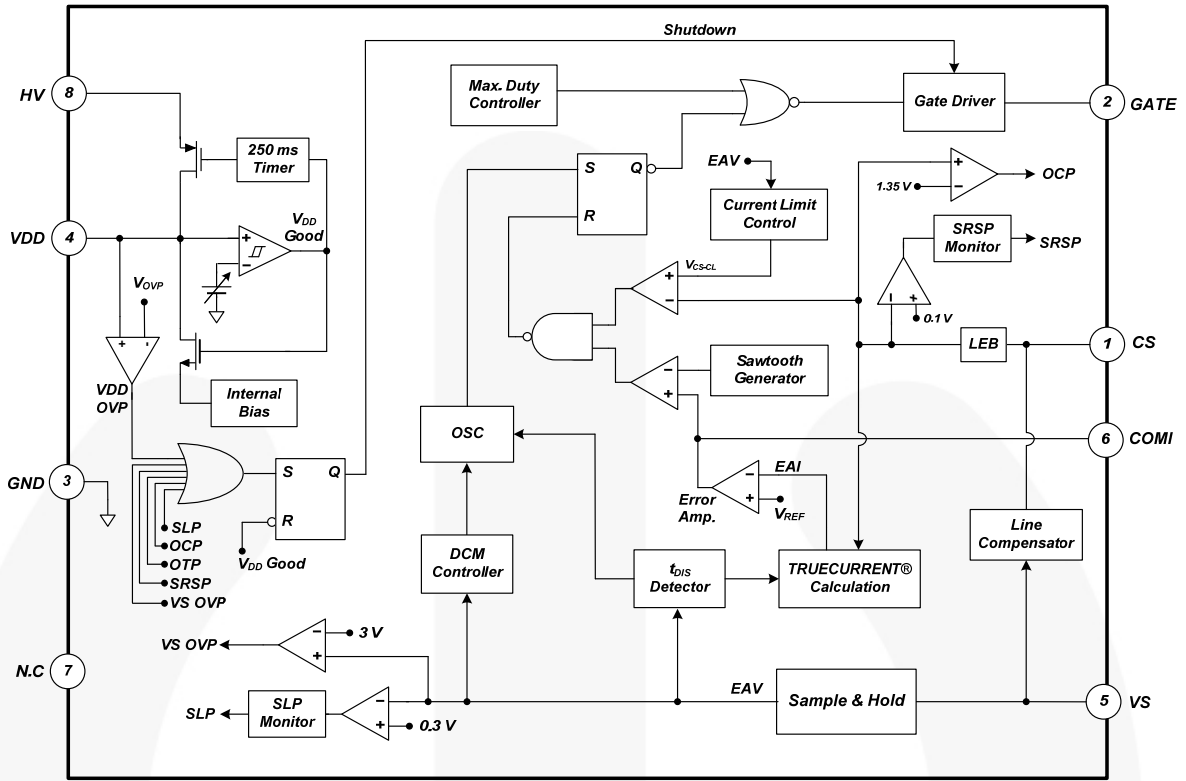 Shutdown
HV
8
Max. Duty
Controller
Gate Driver
2
GATE
250 ms
Timer
S
Q
R
EAV
Current Limit
Control
+
1.35 V
-
OCP
VDD
4
VDD
Good
+
-
SRSP
Monitor
SRSP
VOVP
VCS-CL
+
-
-
+
0.1 V
+
-
VDD
OVP
LEB
1
CS
Internal
Bias
-
+
Sawtooth
Generator
OSC
6
COMI
GND
3
S
Q
R
VDD Good
SLP
OCP
OTP
SRSP
VS OVP
Error
Amp.
-
+
EAI
VREF
DCM
Controller
tDIS
Detector
TRUECURRENT®
Calculation
Line
Compensator
N.C
7
VS OVP
-
+
3 V
SLP
SLP
Monitor
-
+
0.3 V
EAV
Sample & Hold
5
VS